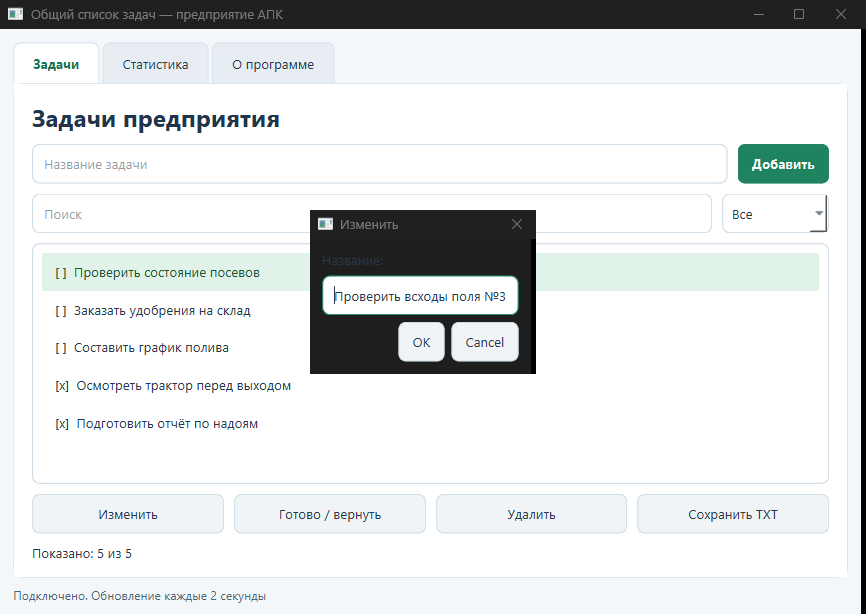 Общий список задач — предприятие АПК
Задачи
Статистика
О программе
Задачи предприятия
Название задачи
Добавить
Поиск
Все
Изменить
Название:
Проверить всходы поля №3
OK
Cancel
[ ] Проверить состояние посевов
[ ] Заказать удобрения на склад
[ ] Составить график полива
[x] Осмотреть трактор перед выходом
[x] Подготовить отчёт по надоям
Изменить
Готово / вернуть
Удалить
Сохранить TXT
Показано: 5 из 5
Подключено. Обновление каждые 2 секунды